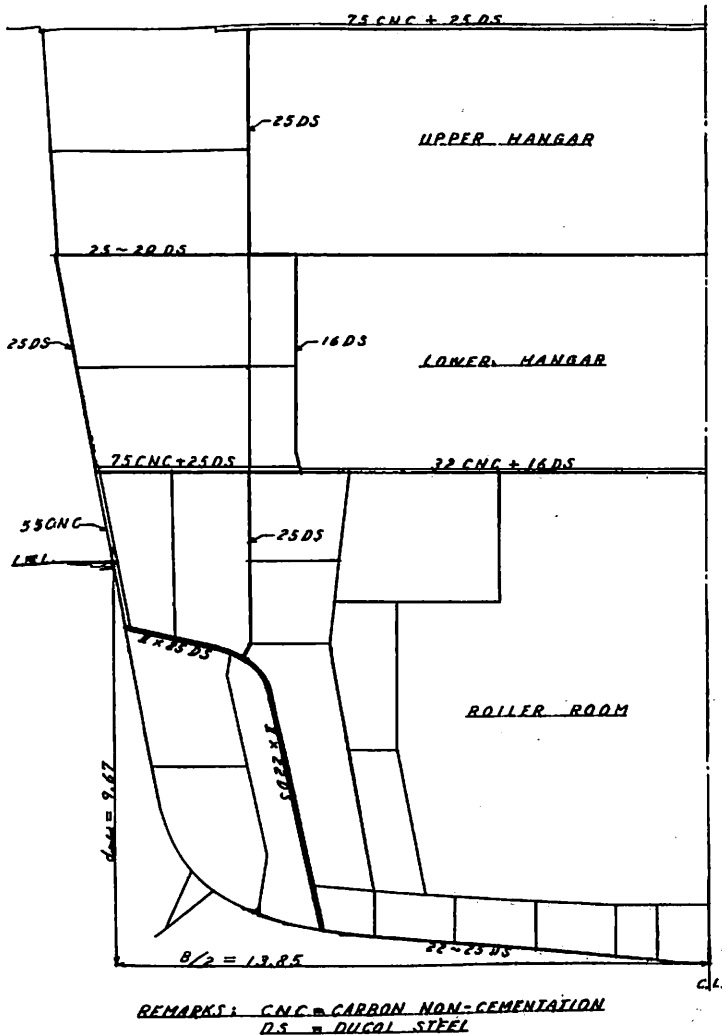 75 CNC + 25 DS
25 DS
UPPER HANGAR
25~20 DS
25 DS
16 DS
LOWER HANGAR
75 CNC + 25 DS
32 CNC + 16 DS
55 CNC
25 DS
2 × 25 DS
BOILER ROOM
2 × 22 DS
= 9.67
B/2 = 13.85
22~25 DS
C.L.
REMARKS: CNC = CARBON NON-CEMENTATION
DS = DUCOL STEEL